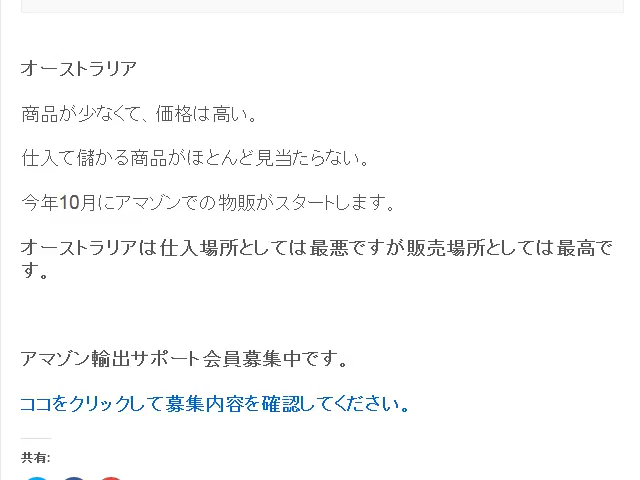 オーストラリア
商品が少なくて、価格は高い。
仕入て儲かる商品がほとんど見当たらない。
今年10月にアマゾンでの物販がスタートします。
オーストラリアは仕入場所としては最悪ですが販売場所としては最高で
す。
アマゾン輸出サポート会員募集中です。
ココをクリックして募集内容を確認してください。
共有: